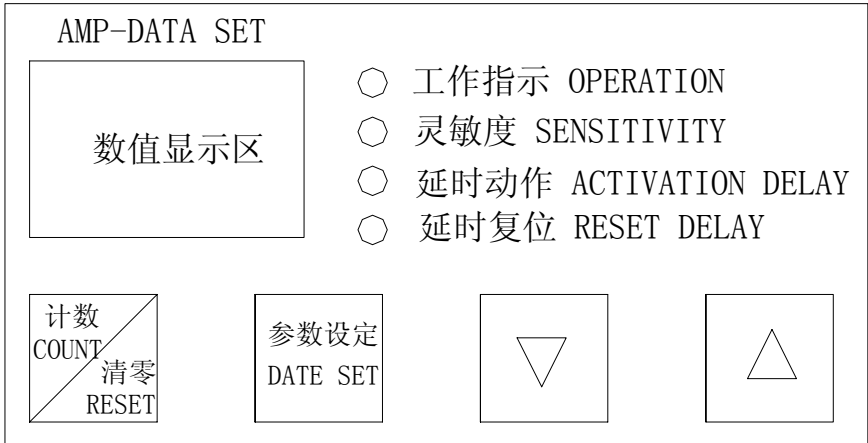 AMP-DATA SET
数值显示区
工作指示 OPERATION
灵敏度 SENSITIVITY
延时动作 ACTIVATION DELAY
延时复位 RESET DELAY
计数
COUNT
清零
RESET
参数设定
DATE SET